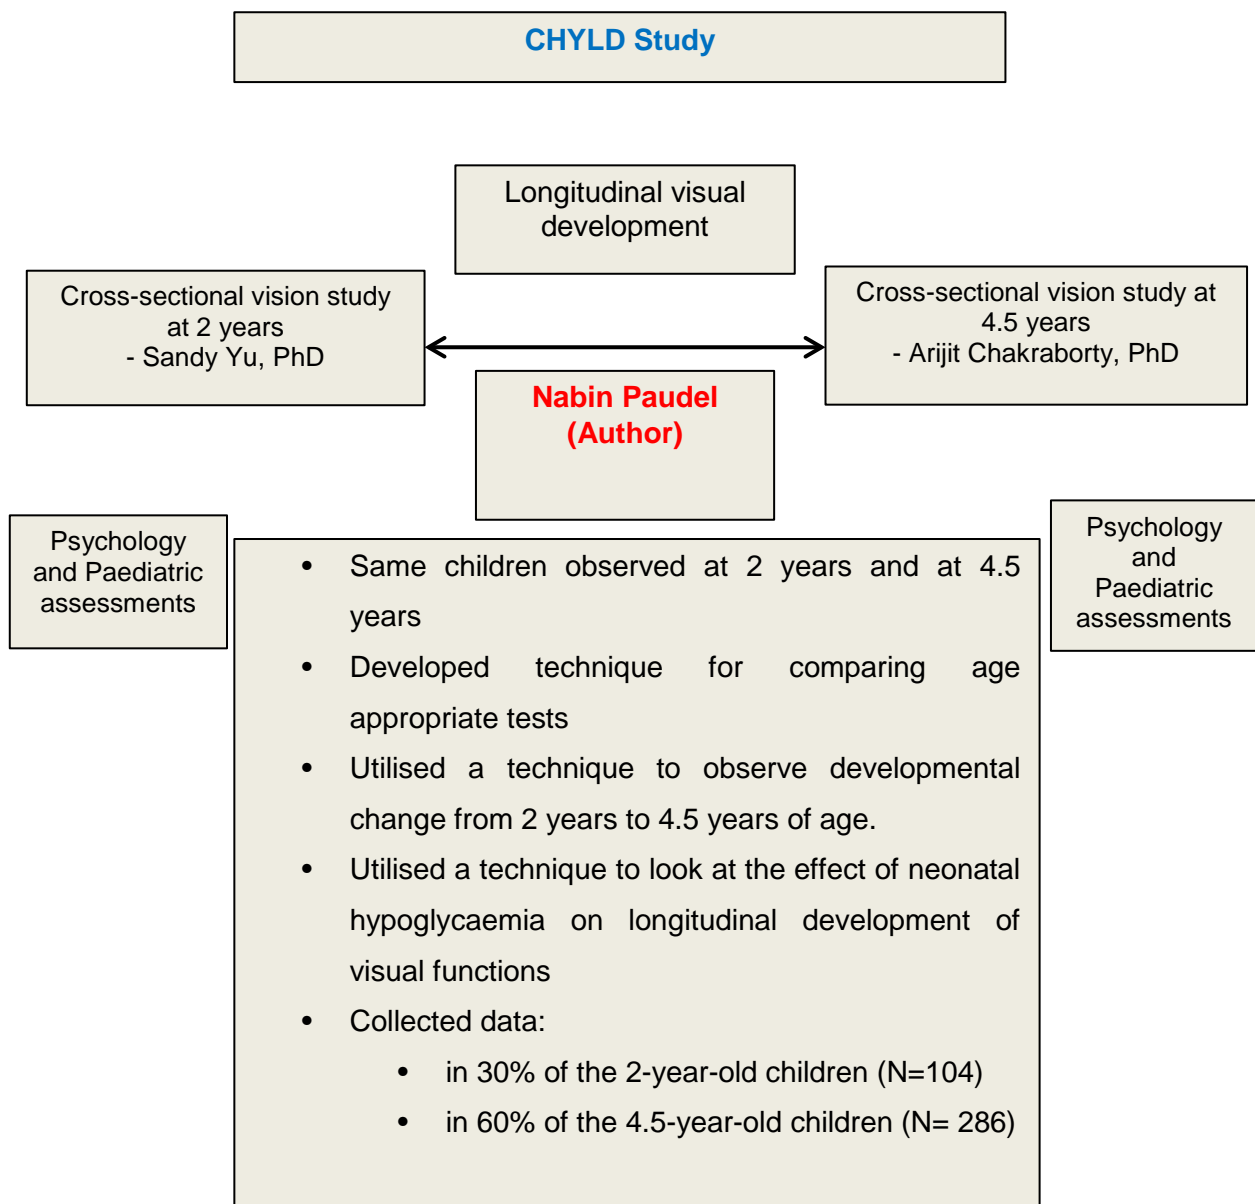 CHYLD Study
Longitudinal visual
development
Cross-sectional vision study
at 2 years
- Sandy Yu, PhD
Cross-sectional vision study at
4.5 years
- Arijit Chakraborty, PhD
Nabin Paudel
(Author)
Psychology
and Paediatric
assessments
Psychology
and
Paediatric
assessments
• Same children observed at 2 years and at 4.5
years
• Developed technique for comparing age
appropriate tests
• Utilised a technique to observe developmental
change from 2 years to 4.5 years of age.
• Utilised a technique to look at the effect of neonatal
hypoglycaemia on longitudinal development of
visual functions
• Collected data:
• in 30% of the 2-year-old children (N=104)
• in 60% of the 4.5-year-old children (N= 286)